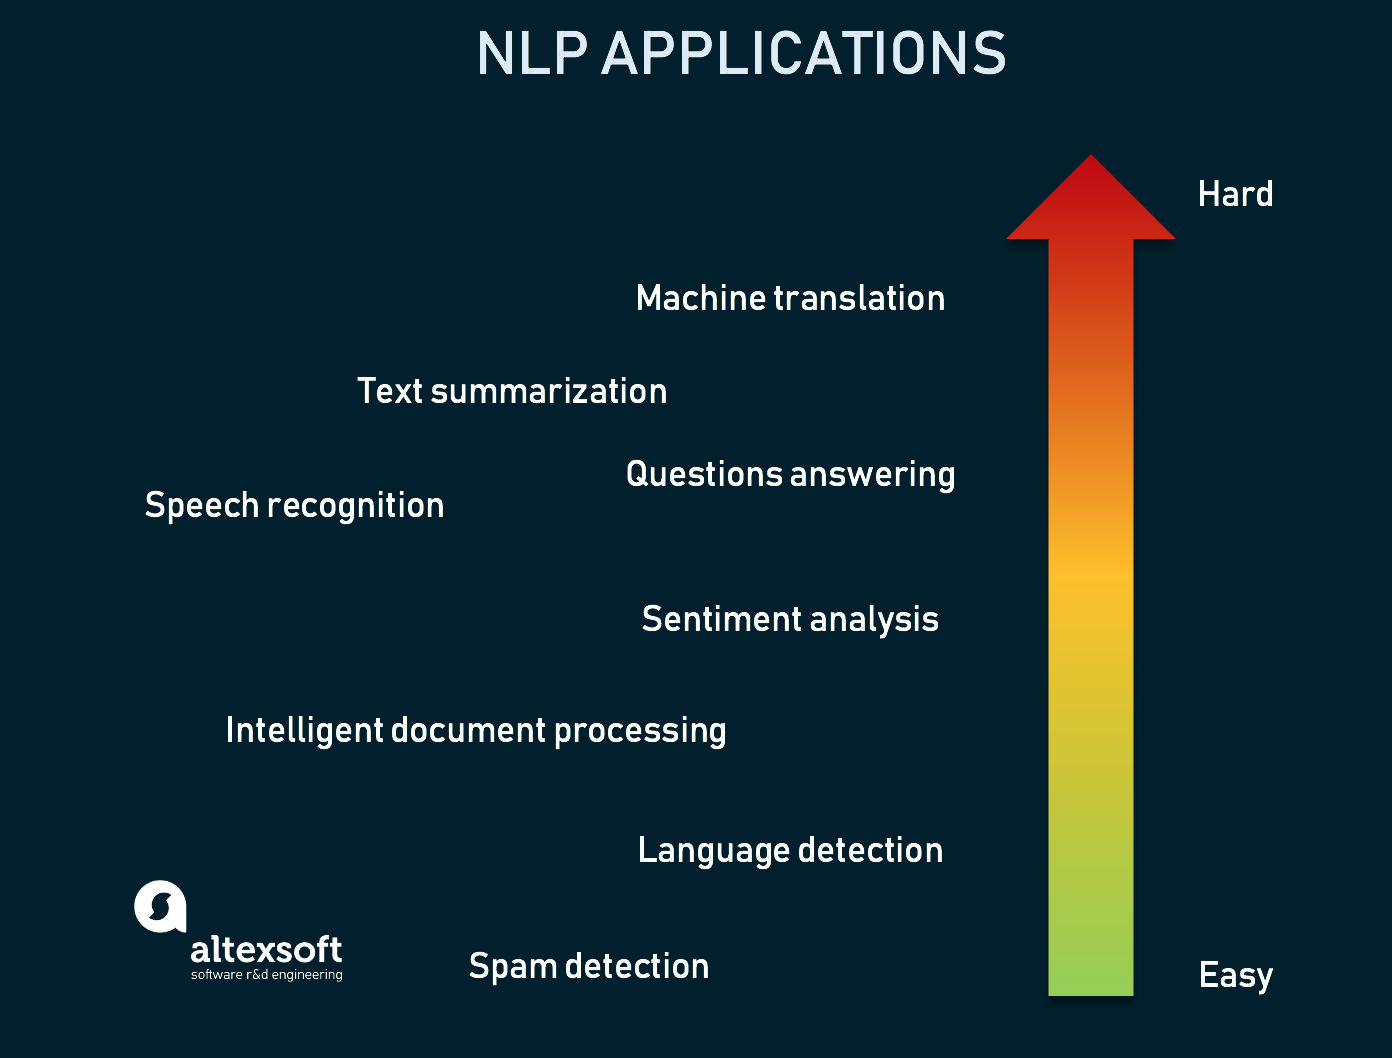 NLP APPLICATIONS
Hard
Machine translation
Text summarization
Questions answering
Speech recognition
Sentiment analysis
Intelligent document processing
Language detection
altexsoft
software r&d engineering
Spam detection
Easy